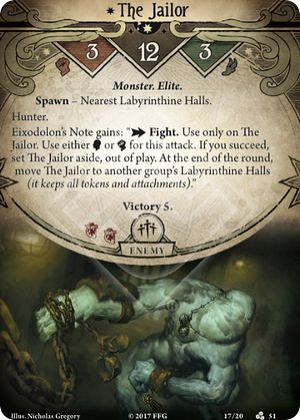 The Jailor
3 12 3
Monster. Elite.
Spawn – Nearest Labyrinthine Halls.
Hunter.
Eixodolon's Note gains: " Fight. Use only on The
Jailor. Use either or for this attack. If you succeed,
set The Jailor aside, out of play. At the end of the round,
move The Jailor to another group's Labyrinthine Halls
(it keeps all tokens and attachments)."
Victory 5.
ENEMY
Illus. Nicholas Gregory © 2017 FFG 17/20 51